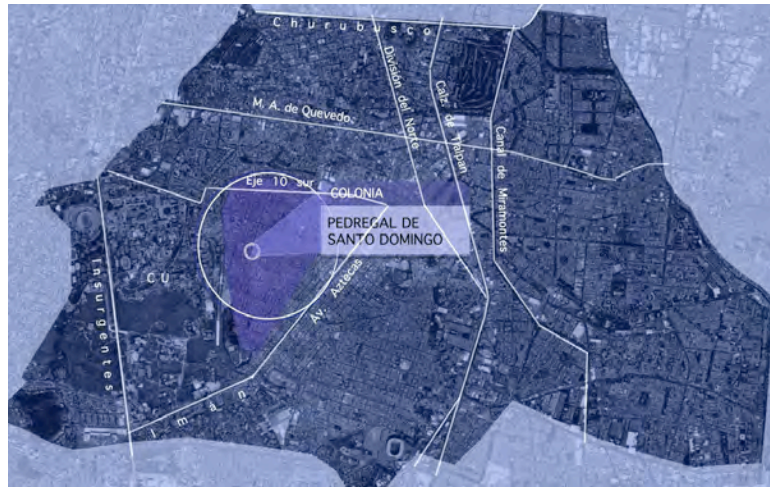 Churubusco
División del Norte
Calz. de Tlalpan
M. A. de Quevedo.
Canal de Miramontes
Eje 10 sur
COLONIA
PEDREGAL DE
SANTO DOMINGO
CU
Insurgentes
Av. Aztecas
Imán